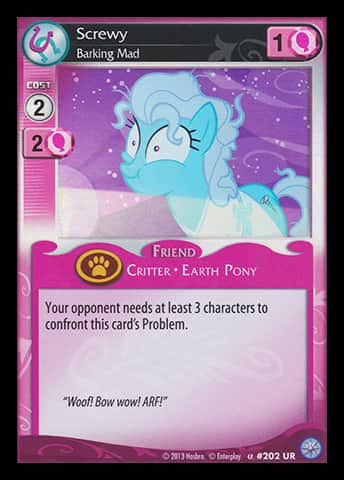 Screwy
Barking Mad
1
COST
2
2
FRIEND
CRITTER • EARTH PONY
Your opponent needs at least 3 characters to
confront this card's Problem.
"Woof! Bow wow! ARF!"
© 2013 Hasbro. © Enterplay. α #202 UR